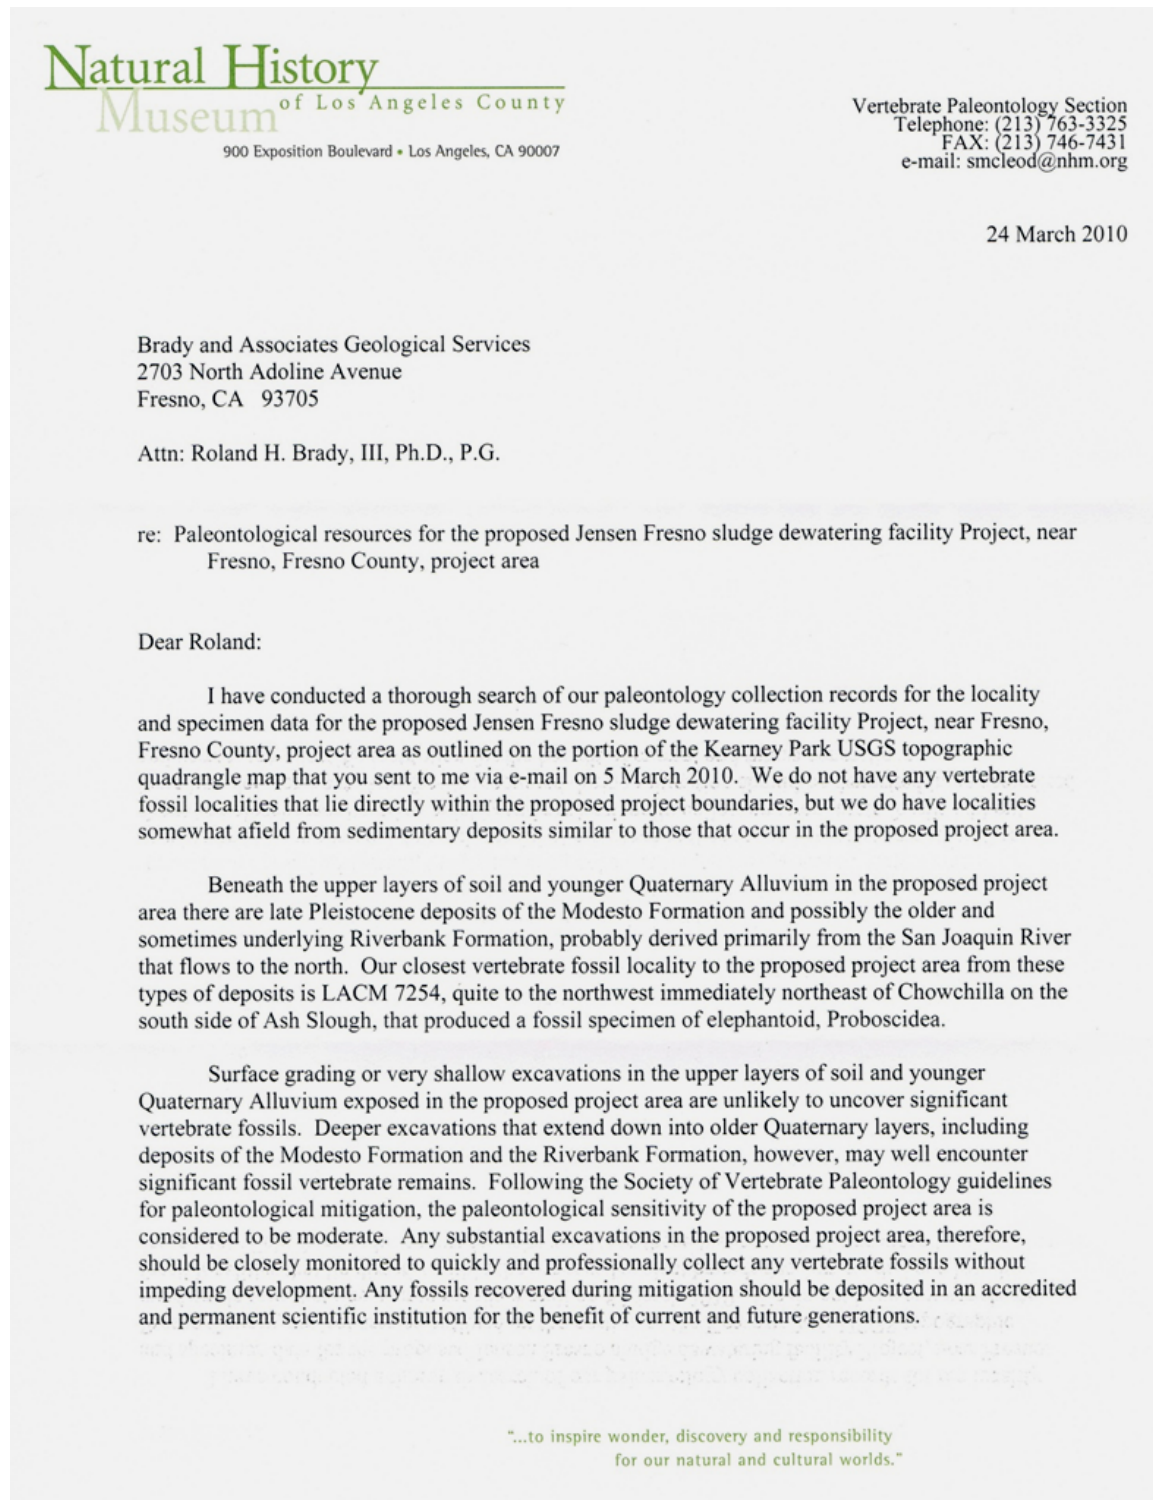 Natural History
Museum of Los Angeles County
900 Exposition Boulevard • Los Angeles, CA 90007
Vertebrate Paleontology Section
Telephone: (213) 763-3325
FAX: (213) 746-7431
e-mail: smcleod@nhm.org
24 March 2010
Brady and Associates Geological Services
2703 North Adoline Avenue
Fresno, CA 93705
Attn: Roland H. Brady, III, Ph.D., P.G.
re: Paleontological resources for the proposed Jensen Fresno sludge dewatering facility Project, near
Fresno, Fresno County, project area
Dear Roland:
I have conducted a thorough search of our paleontology collection records for the locality
and specimen data for the proposed Jensen Fresno sludge dewatering facility Project, near Fresno,
Fresno County, project area as outlined on the portion of the Kearney Park USGS topographic
quadrangle map that you sent to me via e-mail on 5 March 2010. We do not have any vertebrate
fossil localities that lie directly within the proposed project boundaries, but we do have localities
somewhat afield from sedimentary deposits similar to those that occur in the proposed project area.
Beneath the upper layers of soil and younger Quaternary Alluvium in the proposed project
area there are late Pleistocene deposits of the Modesto Formation and possibly the older and
sometimes underlying Riverbank Formation, probably derived primarily from the San Joaquin River
that flows to the north. Our closest vertebrate fossil locality to the proposed project area from these
types of deposits is LACM 7254, quite to the northwest immediately northeast of Chowchilla on the
south side of Ash Slough, that produced a fossil specimen of elephantoid, Proboscidea.
Surface grading or very shallow excavations in the upper layers of soil and younger
Quaternary Alluvium exposed in the proposed project area are unlikely to uncover significant
vertebrate fossils. Deeper excavations that extend down into older Quaternary layers, including
deposits of the Modesto Formation and the Riverbank Formation, however, may well encounter
significant fossil vertebrate remains. Following the Society of Vertebrate Paleontology guidelines
for paleontological mitigation, the paleontological sensitivity of the proposed project area is
considered to be moderate. Any substantial excavations in the proposed project area, therefore,
should be closely monitored to quickly and professionally collect any vertebrate fossils without
impeding development. Any fossils recovered during mitigation should be deposited in an accredited
and permanent scientific institution for the benefit of current and future generations.
"...to inspire wonder, discovery and responsibility
for our natural and cultural worlds."